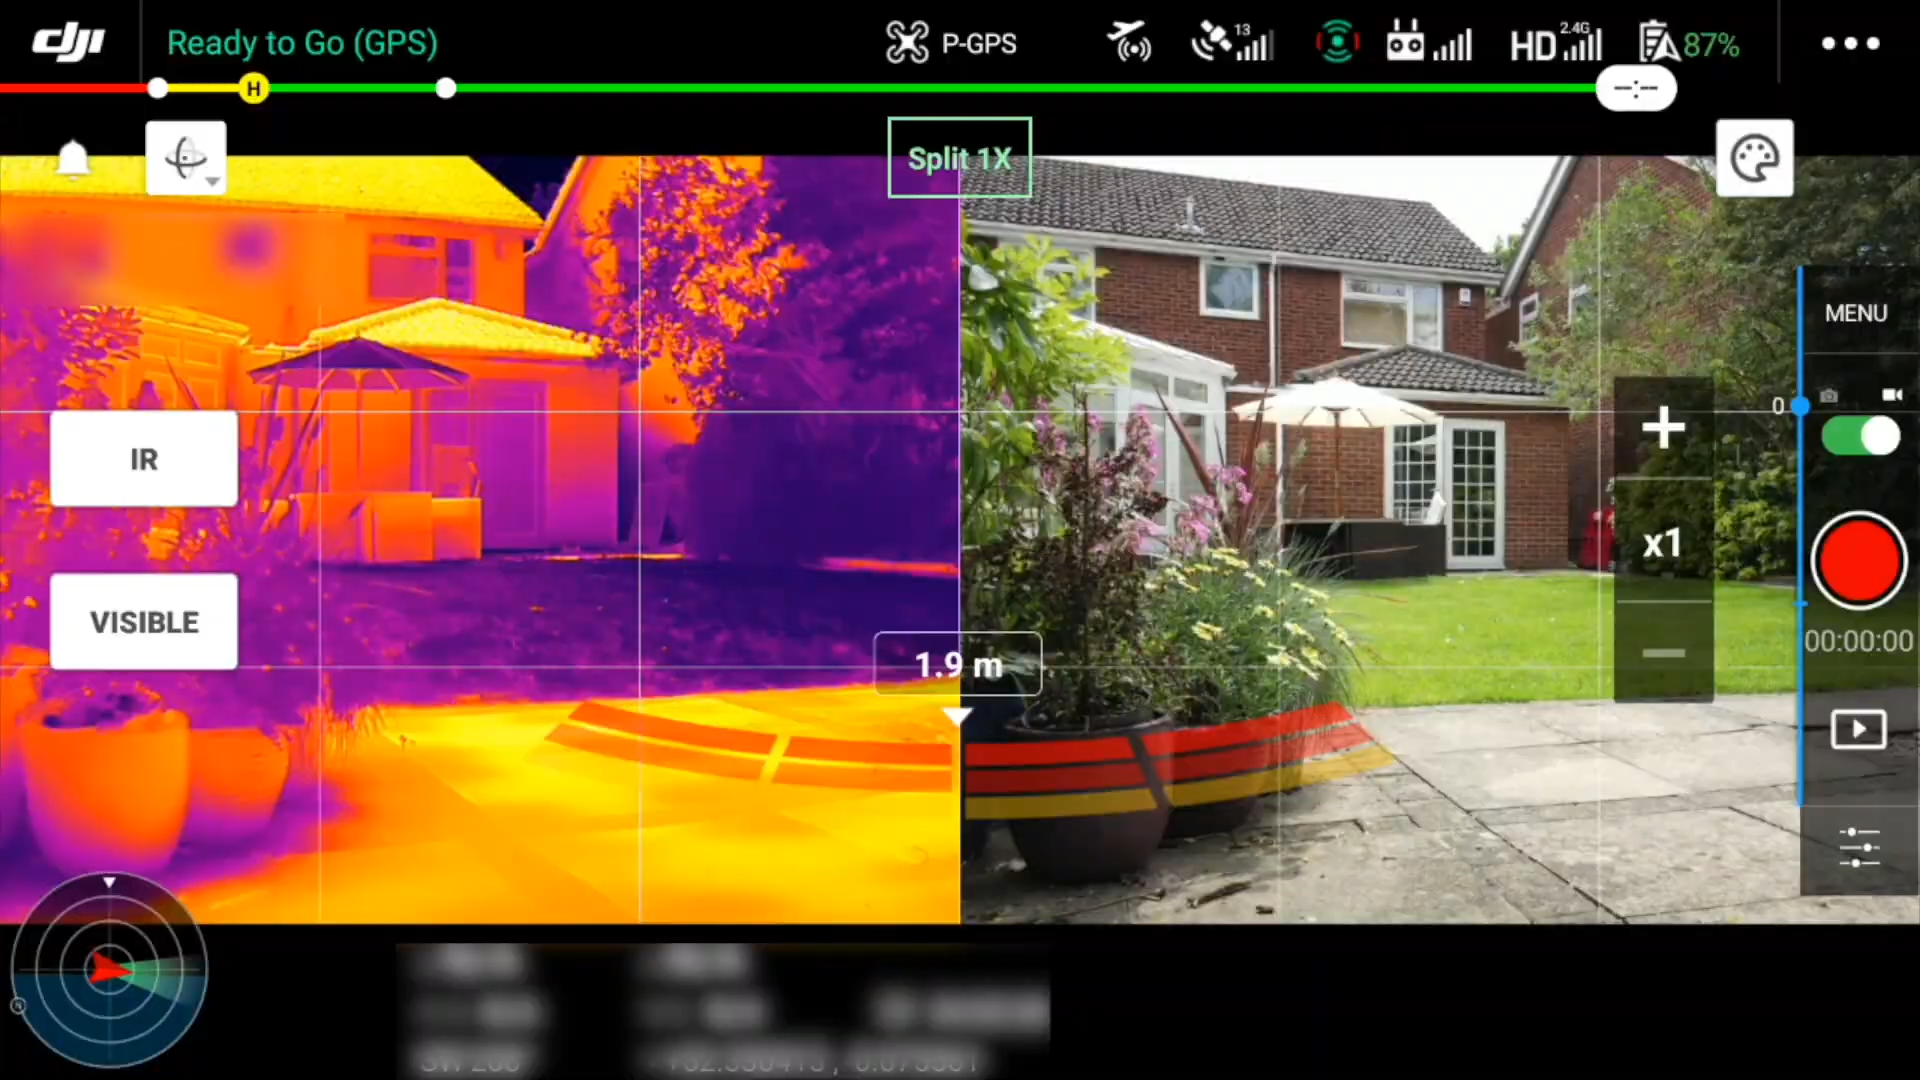 dji
Ready to Go (GPS)
P-GPS
13
HD 2.4G
87%
H
--:--
Split 1X
MENU
IR
0
x1
VISIBLE
1.9 m
00:00:00
N